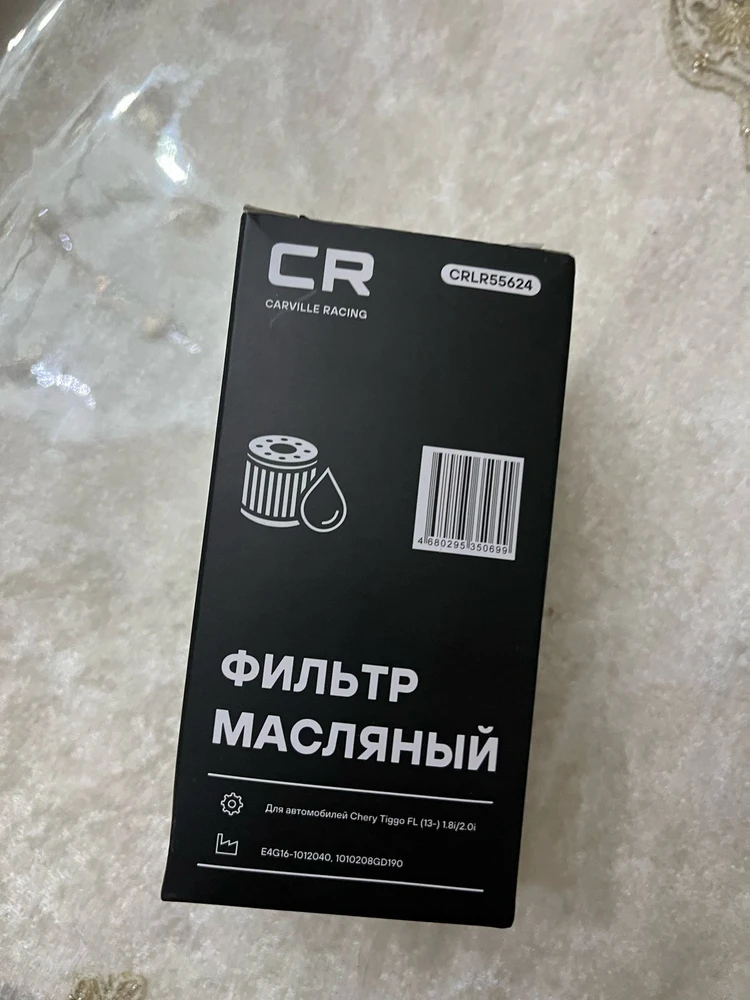 CR
CARVILLE RACING
CRLR55624
4 680295 350699
ФИЛЬТР
МАСЛЯНЫЙ
Для автомобилей Chery Tiggo FL (13-) 1.8i/2.0i
E4G16-1012040, 1010208GD190